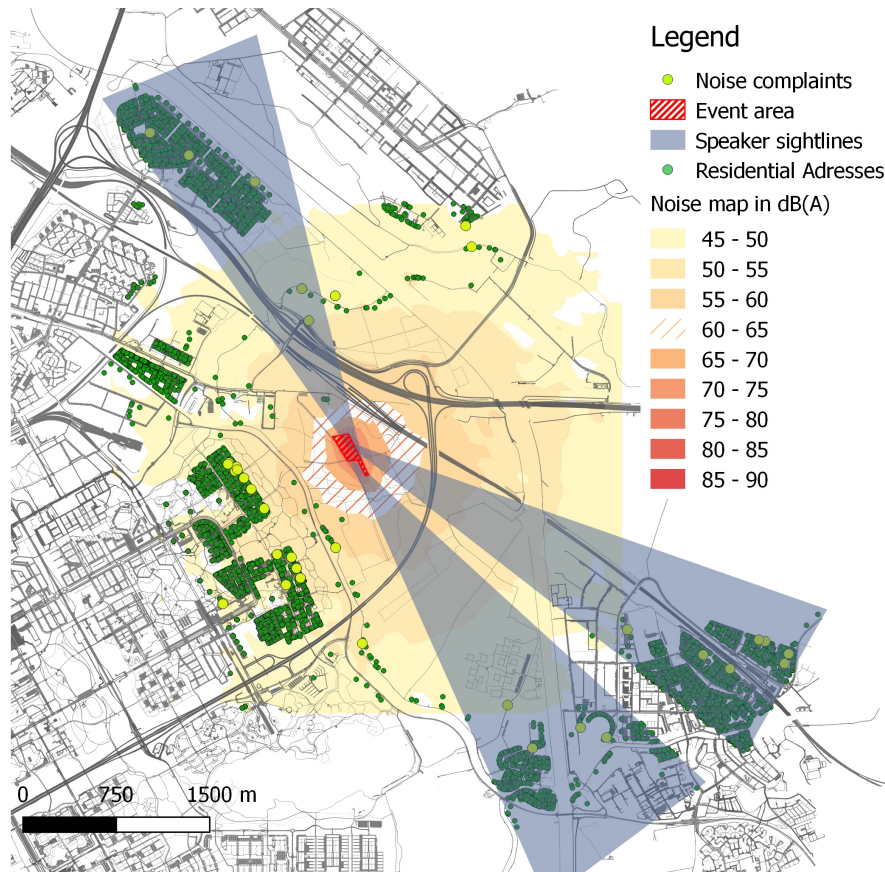 Legend
Noise complaints
Event area
Speaker sightlines
Residential Adresses
Noise map in dB(A)
45 - 50
50 - 55
55 - 60
60 - 65
65 - 70
70 - 75
75 - 80
80 - 85
85 - 90
0 750 1500 m